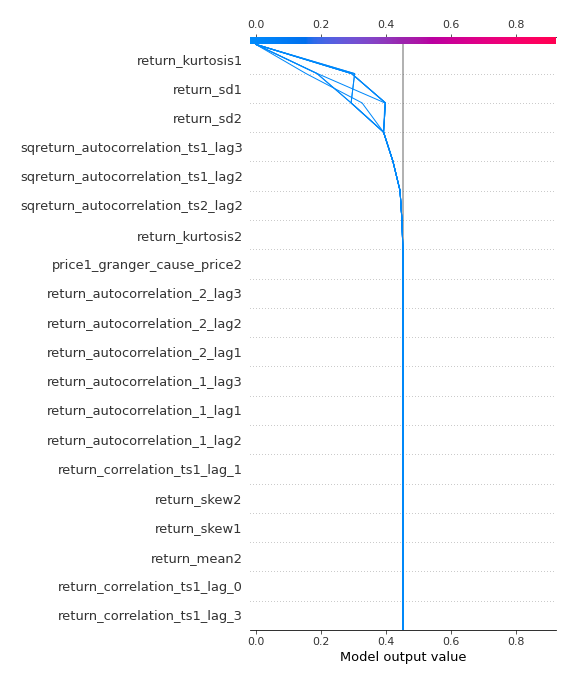 0.0 0.2 0.4 0.6 0.8
return_kurtosis1
return_sd1
return_sd2
sqreturn_autocorrelation_ts1_lag3
sqreturn_autocorrelation_ts1_lag2
sqreturn_autocorrelation_ts2_lag2
return_kurtosis2
price1_granger_cause_price2
return_autocorrelation_2_lag3
return_autocorrelation_2_lag2
return_autocorrelation_2_lag1
return_autocorrelation_1_lag3
return_autocorrelation_1_lag1
return_autocorrelation_1_lag2
return_correlation_ts1_lag_1
return_skew2
return_skew1
return_mean2
return_correlation_ts1_lag_0
return_correlation_ts1_lag_3
0.0 0.2 0.4 0.6 0.8
Model output value